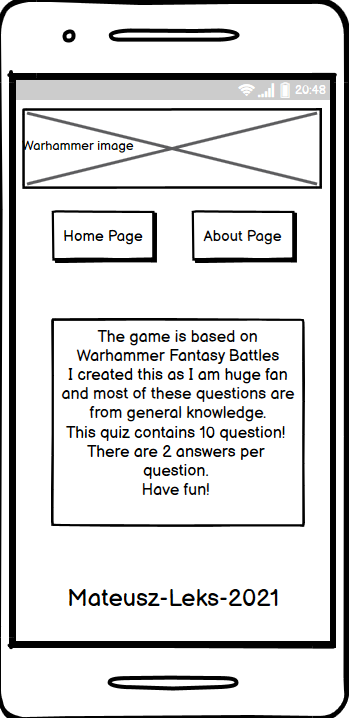 20:48
Warhammer image
Home Page
About Page
The game is based on
Warhammer Fantasy Battles
I created this as I am huge fan
and most of these questions are
from general knowledge.
This quiz contains 10 question!
There are 2 answers per
question.
Have fun!
Mateusz-Leks-2021